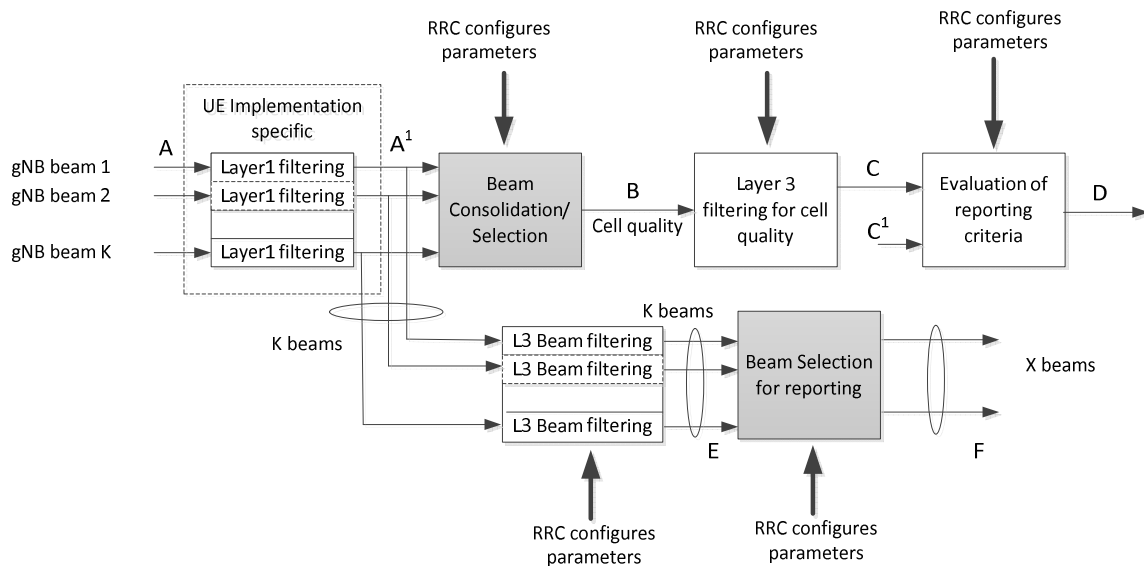 RRC configures
parameters
RRC configures
parameters
RRC configures
parameters
UE Implementation
specific
A
A¹
gNB beam 1
gNB beam 2
gNB beam K
Layer1 filtering
Layer1 filtering
Layer1 filtering
Beam
Consolidation/
Selection
B
Cell quality
Layer 3
filtering for cell
quality
C
C¹
Evaluation of
reporting
criteria
D
K beams
L3 Beam filtering
L3 Beam filtering
L3 Beam filtering
K beams
E
Beam Selection
for reporting
X beams
F
RRC configures
parameters
RRC configures
parameters